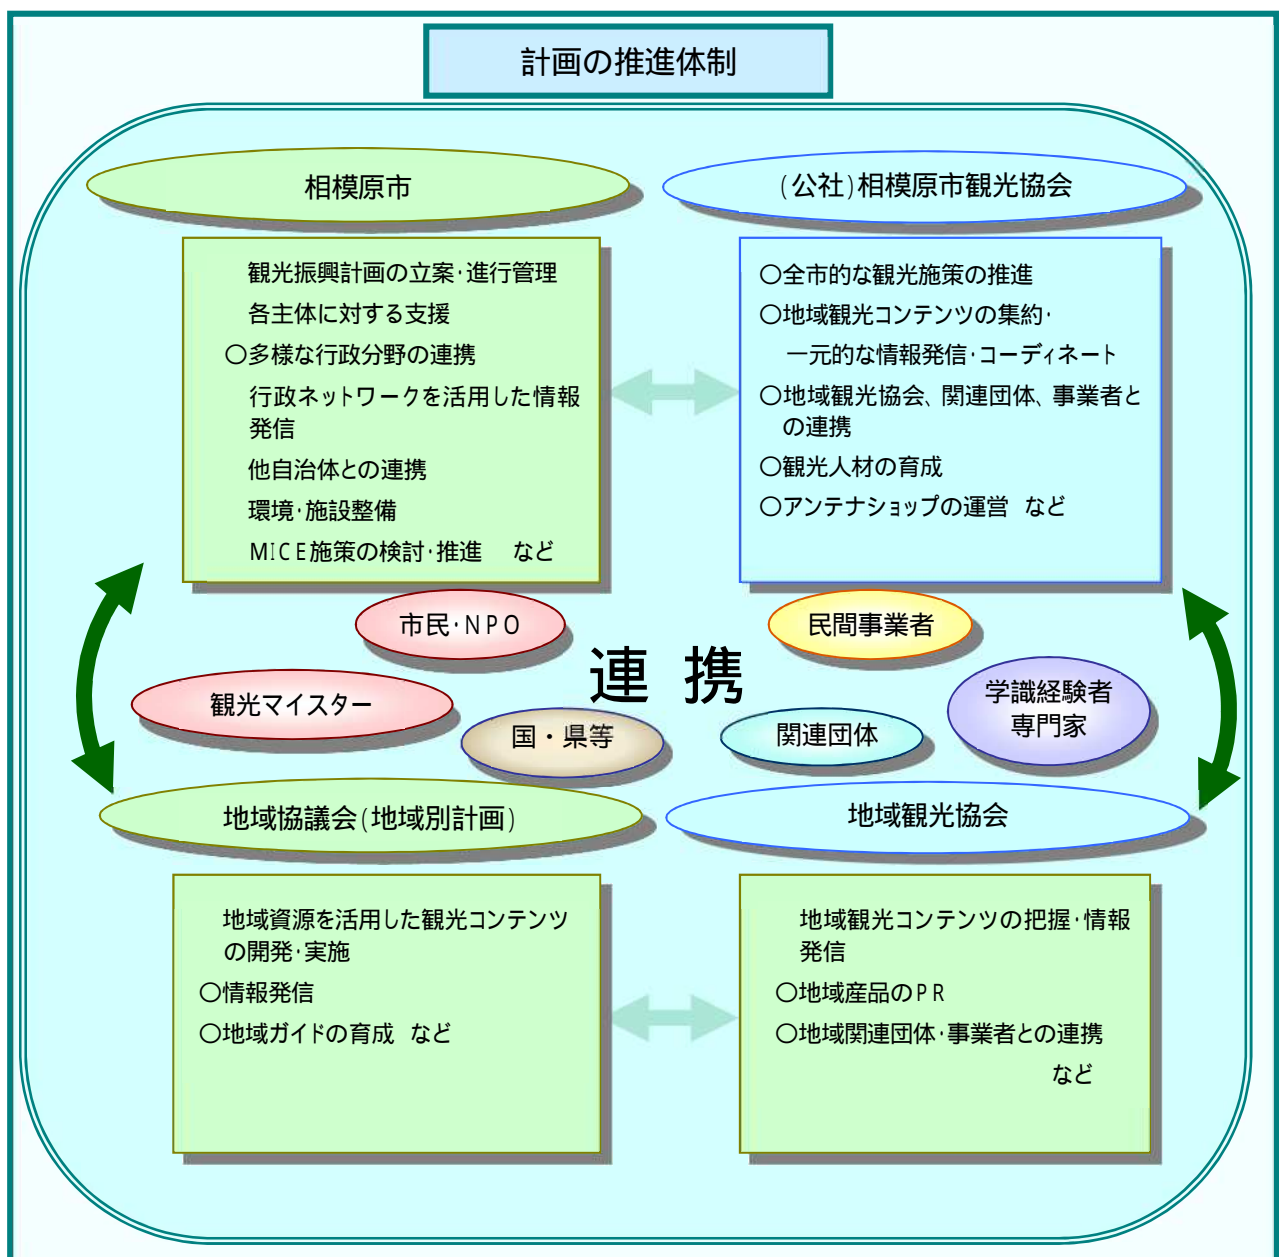 計画の推進体制
相模原市
観光振興計画の立案・進行管理
各主体に対する支援
○多様な行政分野の連携
行政ネットワークを活用した情報
発信
他自治体との連携
環境・施設整備
MICE施策の検討・推進 など
(公社)相模原市観光協会
○全市的な観光施策の推進
○地域観光コンテンツの集約・
一元的な情報発信・コーディネート
○地域観光協会、関連団体、事業者と
の連携
○観光人材の育成
○アンテナショップの運営 など
市民・NPO
民間事業者
連 携
観光マイスター
国・県等
関連団体
学識経験者
専門家
地域協議会(地域別計画)
地域資源を活用した観光コンテンツ
の開発・実施
○情報発信
○地域ガイドの育成 など
地域観光協会
地域観光コンテンツの把握・情報
発信
○地域産品のPR
○地域関連団体・事業者との連携
など